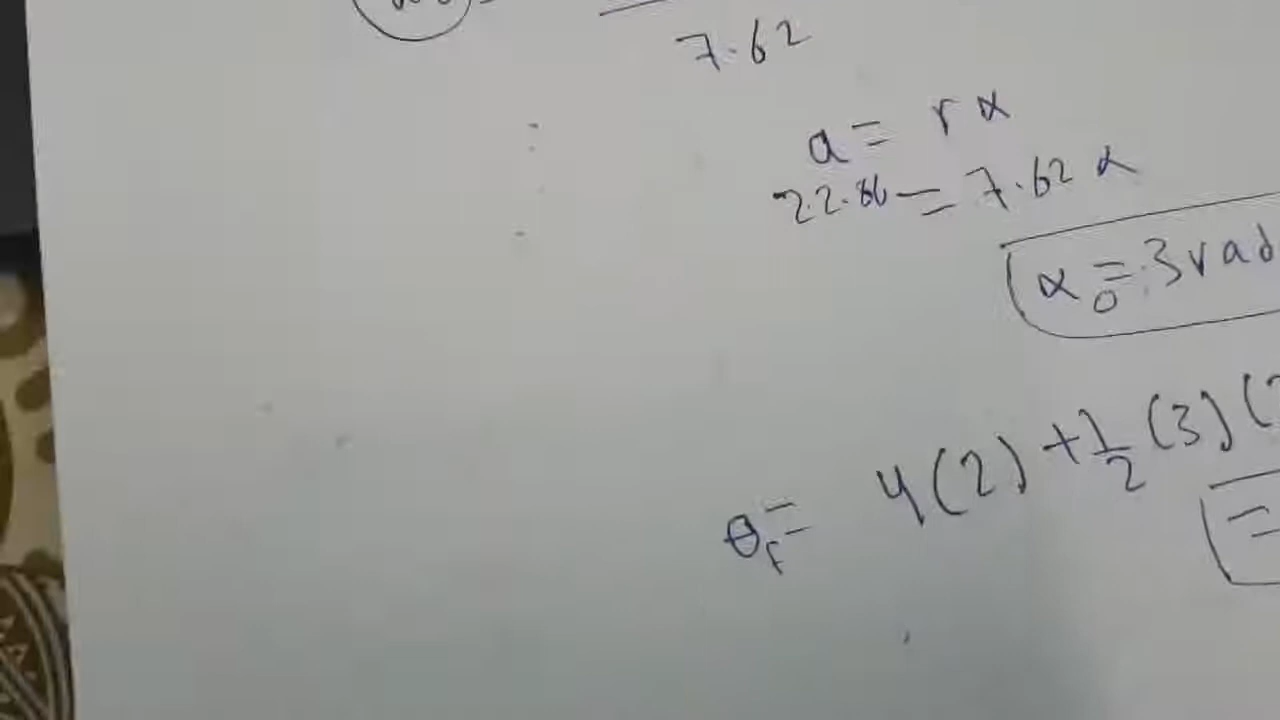 7.62
a = r α
22.86 = 7.62 α
α₀ = 3 rad
θf = 4(2) + 1/2 (3) (
=